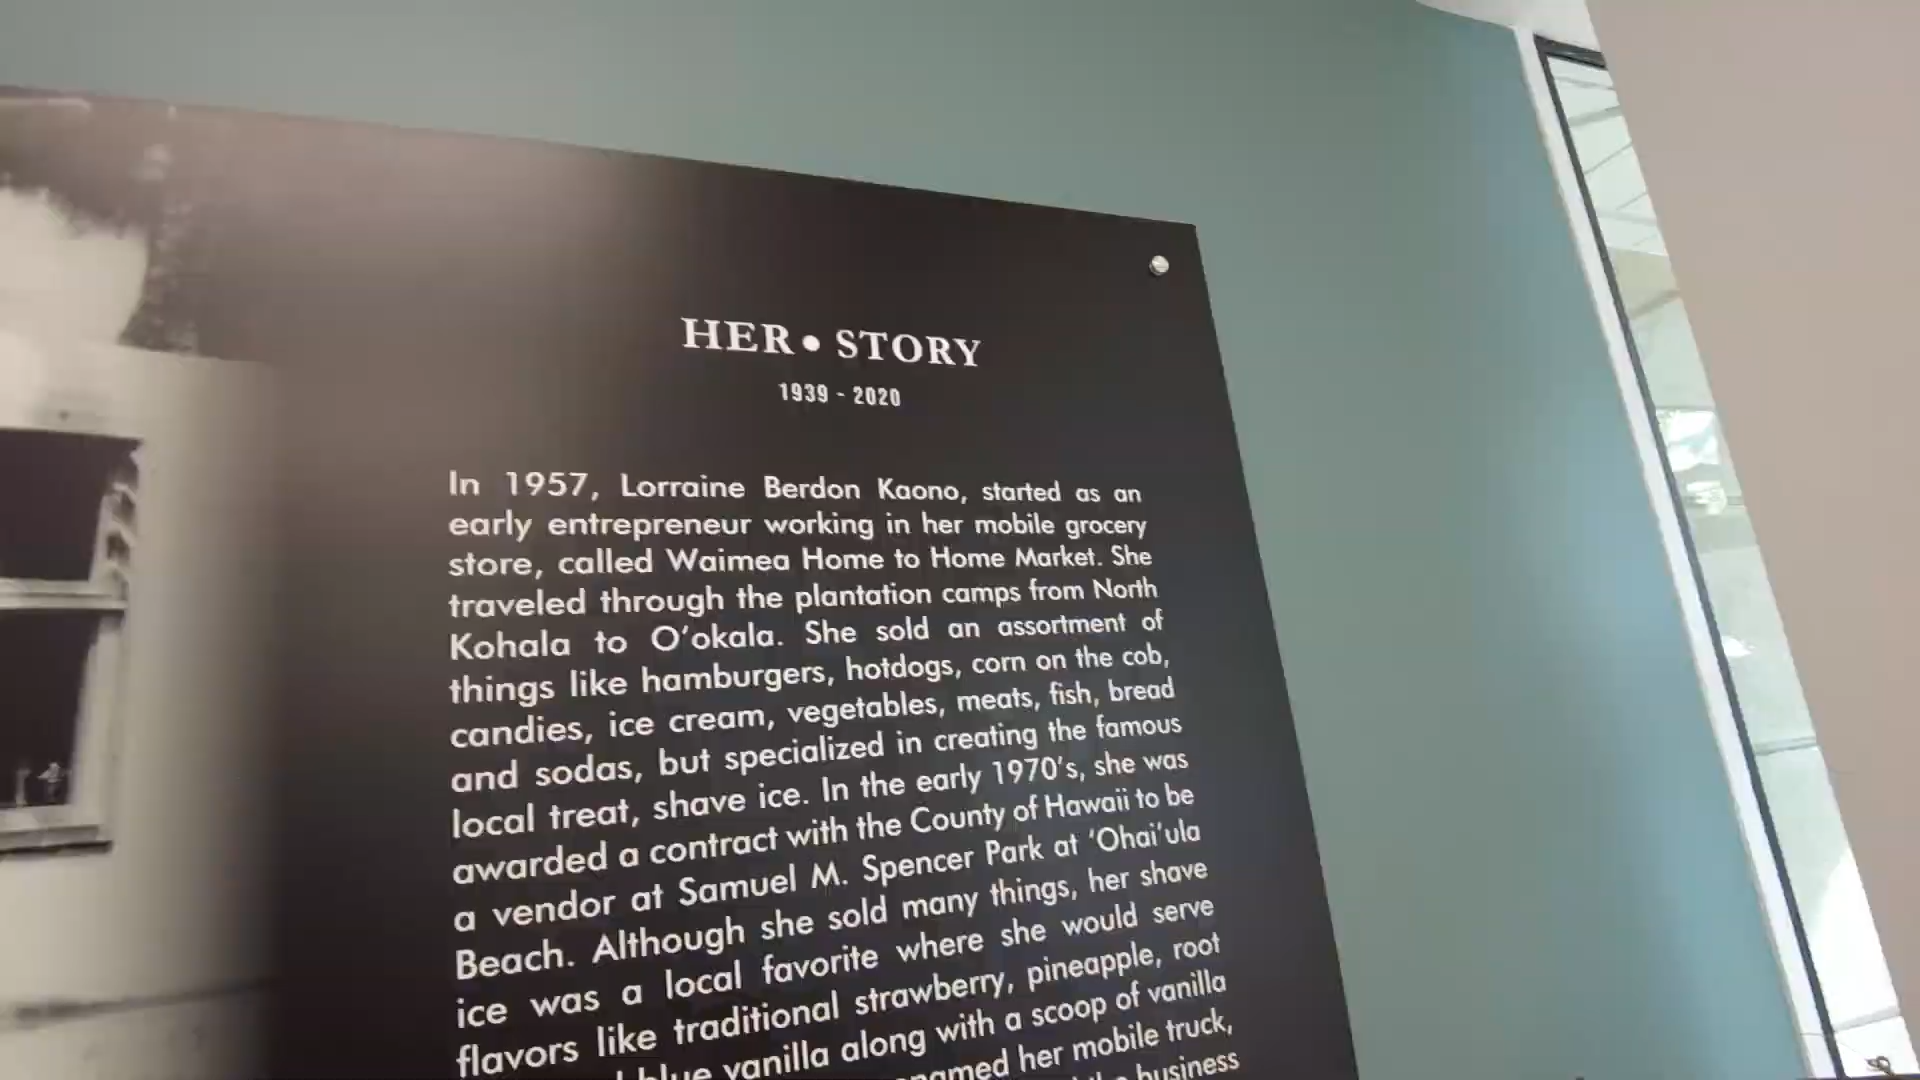 HER • STORY
1939 - 2020
In 1957, Lorraine Berdon Kaono, started as an
early entrepreneur working in her mobile grocery
store, called Waimea Home to Home Market. She
traveled through the plantation camps from North
Kohala to O'okala. She sold an assortment of
things like hamburgers, hotdogs, corn on the cob,
candies, ice cream, vegetables, meats, fish, bread
and sodas, but specialized in creating the famous
local treat, shave ice. In the early 1970's, she was
awarded a contract with the County of Hawaii to be
a vendor at Samuel M. Spencer Park at ‘Ohai’ula
Beach. Although she sold many things, her shave
ice was a local favorite where she would serve
flavors like traditional strawberry, pineapple, root
blue vanilla along with a scoop of vanilla
her mobile truck,
business